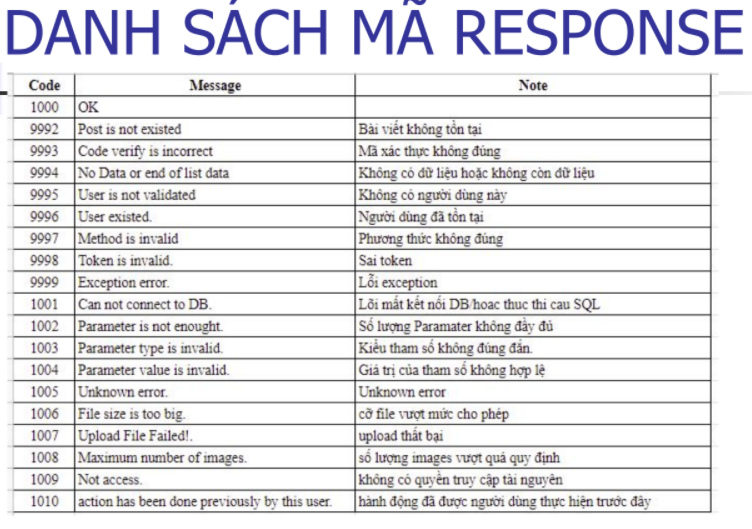 DANH SÁCH MÃ RESPONSE
Code Message Note
1000 OK
9992 Post is not existed Bài viết không tồn tại
9993 Code verify is incorrect Mã xác thực không đúng
9994 No Data or end of list data Không có dữ liệu hoặc không còn dữ liệu
9995 User is not validated Không có người dùng này
9996 User existed. Người dùng đã tồn tại
9997 Method is invalid Phương thức không đúng
9998 Token is invalid. Sai token
9999 Exception error. Lỗi exception
1001 Can not connect to DB. Lỗi mất kết nối DB/hoac thuc thi cau SQL
1002 Parameter is not enought. Số lượng Paramater không đầy đủ
1003 Parameter type is invalid. Kiểu tham số không đúng đắn.
1004 Parameter value is invalid. Giá trị của tham số không hợp lệ
1005 Unknown error. Unknown error
1006 File size is too big. cỡ file vượt mức cho phép
1007 Upload File Failed!. upload thất bại
1008 Maximum number of images. số lượng images vượt quá quy định
1009 Not access. không có quyền truy cập tài nguyên
1010 action has been done previously by this user. hành động đã được người dùng thực hiện trước đây